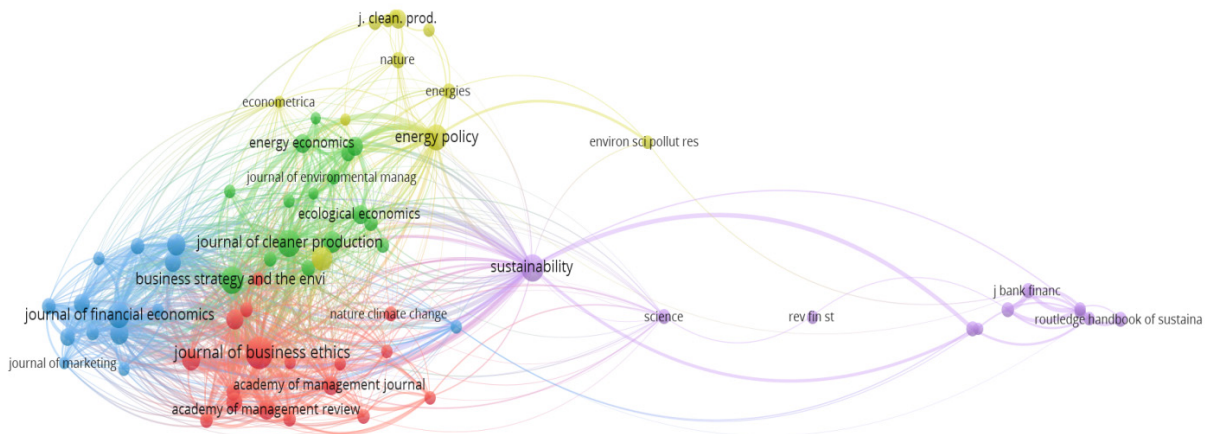 j. clean. prod.
nature
energies
econometrica
energy policy
energy economics
environ sci pollut res
journal of environmental manag
ecological economics
journal of cleaner production
sustainability
business strategy and the envi
j bank financ
journal of financial economics
nature climate change
science
rev fin st
routledge handbook of sustaina
journal of business ethics
journal of marketing
academy of management journal
academy of management review